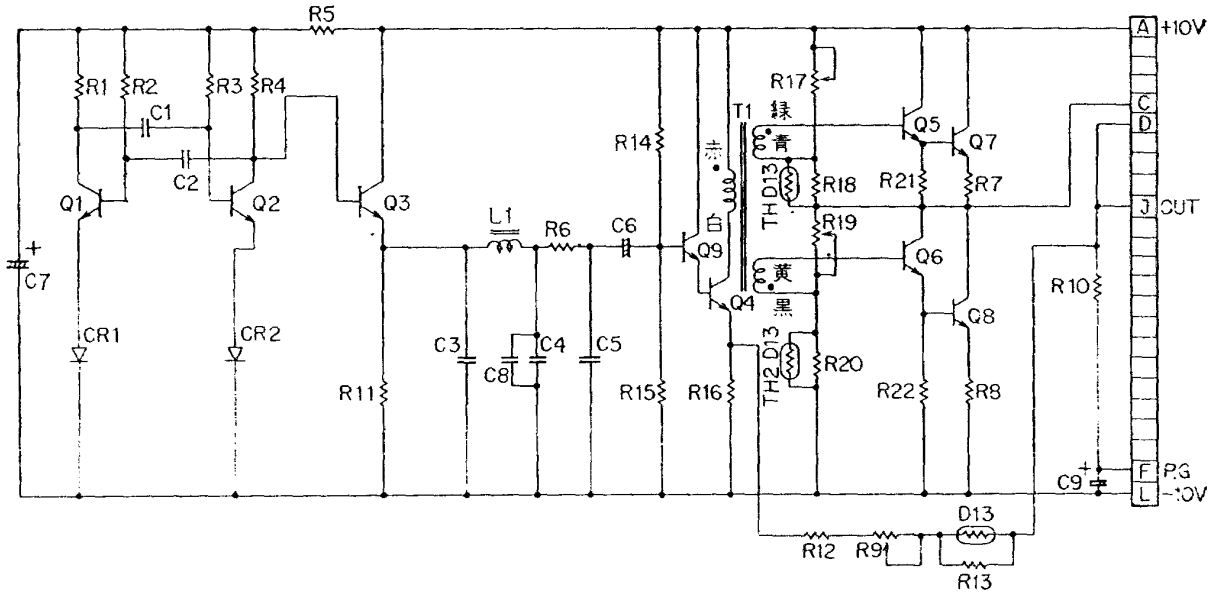 R5
A +10V
R1 R2 R3 R4
R17
C1
T1 緑
C
Q5
D
Q7
R14
赤
青
C2
R18
R21
R7
Q1 Q2 Q3
TH D13
J OUT
L1
R6
C6
白
R19
Q9
Q6
C7
黄
R10
Q4
Q8
黒
CR1 CR2
C3
C8
C4
C5
TH2 D13
R20
R11
R15
R16
R22
R8
F P.G
C9
L -10V
D13
R12
R9
R13
+
+